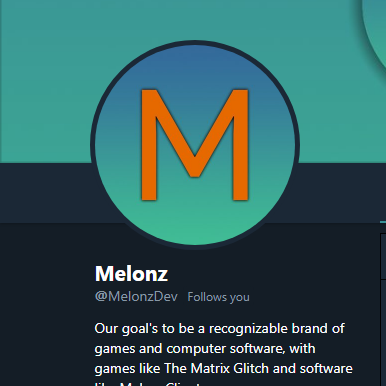 M
Melonz
@MelonzDev Follows you
Our goal's to be a recognizable brand of
games and computer software, with
games like The Matrix Glitch and software